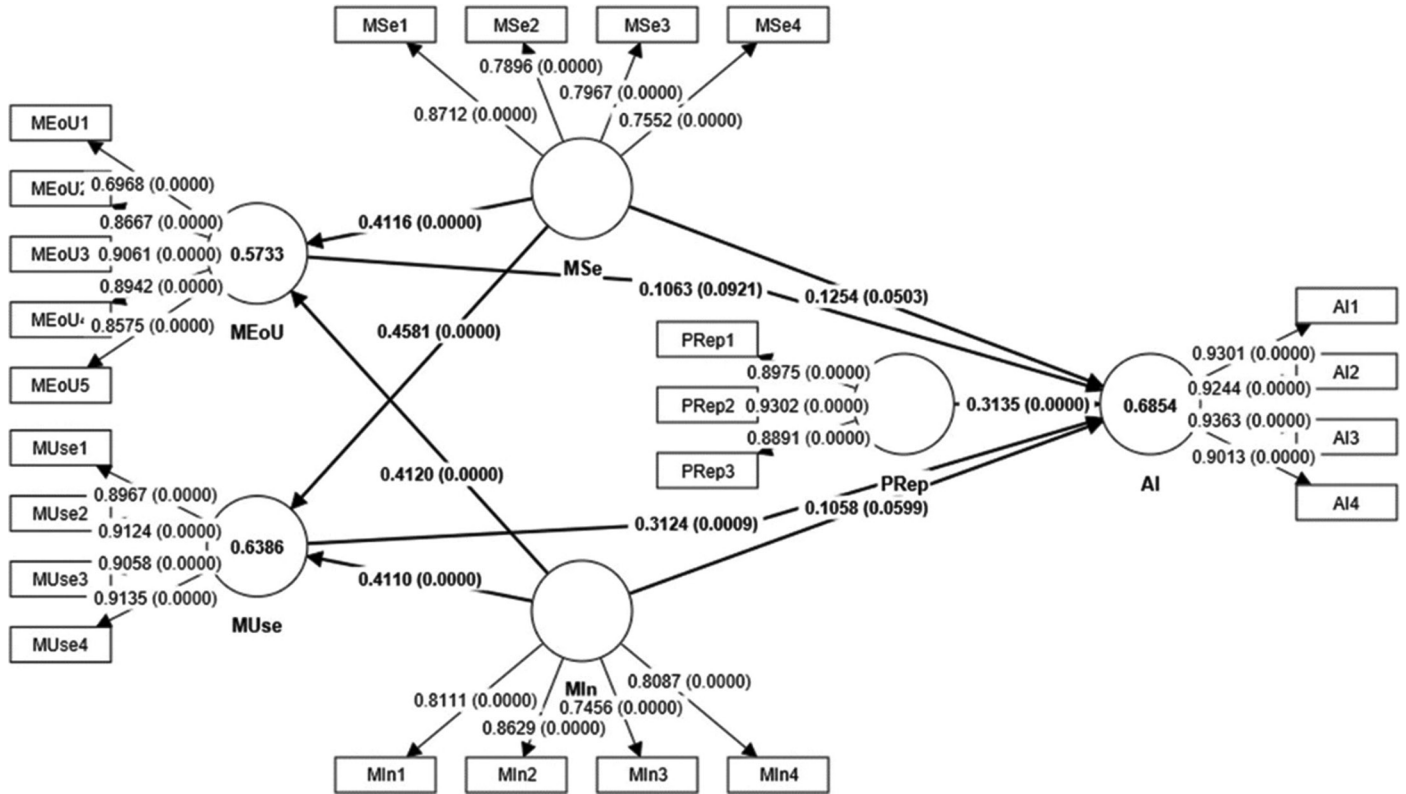 MSe1 MSe2 MSe3 MSe4
0.7896 (0.0000)
0.7967 (0.0000)
0.8712 (0.0000) 0.7552 (0.0000)
MEoU1
MEoU2 0.6968 (0.0000)
0.8667 (0.0000)
MEoU3 0.9061 (0.0000) 0.5733
0.8942 (0.0000)
MEoU4 0.8575 (0.0000)
MEoU
MEoU5
0.4116 (0.0000)
MSe
0.1063 (0.0921) 0.1254 (0.0503)
0.4581 (0.0000)
PRep1
0.8975 (0.0000)
PRep2 0.9302 (0.0000)
0.8891 (0.0000)
PRep3
PRep
0.3135 (0.0000)
0.6854
AI
AI1
0.9301 (0.0000)
AI2
0.9244 (0.0000)
0.9363 (0.0000)
AI3
0.9013 (0.0000)
AI4
MUse1
0.8967 (0.0000)
MUse2
0.9124 (0.0000)
0.6386
0.9058 (0.0000)
MUse3
0.9135 (0.0000)
MUse
MUse4
0.4120 (0.0000)
0.3124 (0.0009) 0.1058 (0.0599)
0.4110 (0.0000)
MIn
0.8111 (0.0000) 0.8087 (0.0000)
0.7456 (0.0000)
0.8629 (0.0000)
MIn1 MIn2 MIn3 MIn4